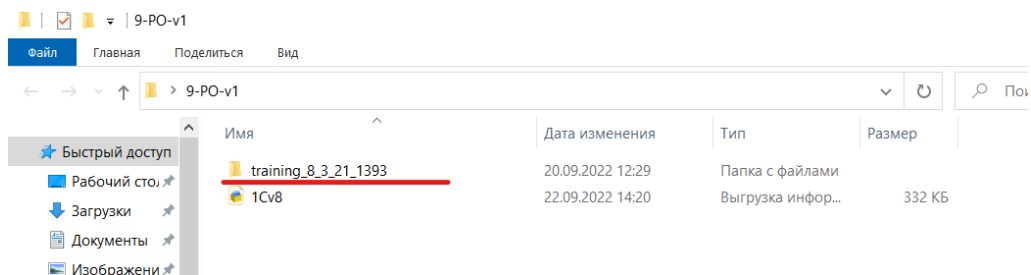 9-PO-v1
Файл Главная Поделиться Вид
9-PO-v1 Пои
Имя Дата изменения Тип Размер
Быстрый доступ
training_8_3_21_1393 20.09.2022 12:29 Папка с файлами
Рабочий стол
1Cv8 22.09.2022 14:20 Выгрузка инфор... 332 КБ
Загрузки
Документы
Изображени